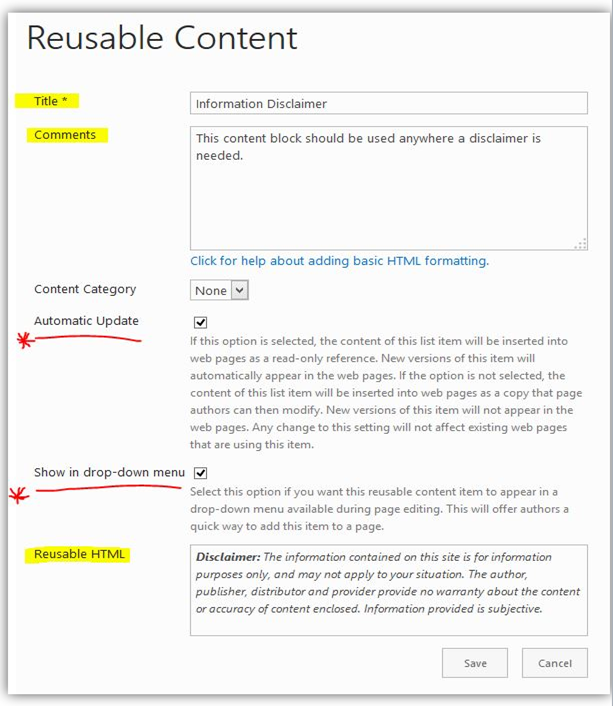 Reusable Content
Title *
Information Disclaimer
Comments
This content block should be used anywhere a disclaimer is
needed.
Click for help about adding basic HTML formatting.
Content Category
None
Automatic Update
If this option is selected, the content of this list item will be inserted into
web pages as a read-only reference. New versions of this item will
automatically appear in the web pages. If the option is not selected, the
content of this list item will be inserted into web pages as a copy that page
authors can then modify. New versions of this item will not appear in the
web pages. Any change to this setting will not affect existing web pages
that are using this item.
Show in drop-down menu
Select this option if you want this reusable content item to appear in a
drop-down menu available during page editing. This will offer authors a
quick way to add this item to a page.
Reusable HTML
Disclaimer: The information contained on this site is for information
purposes only, and may not apply to your situation. The author,
publisher, distributor and provider provide no warranty about the content
or accuracy of content enclosed. Information provided is subjective.
Save
Cancel